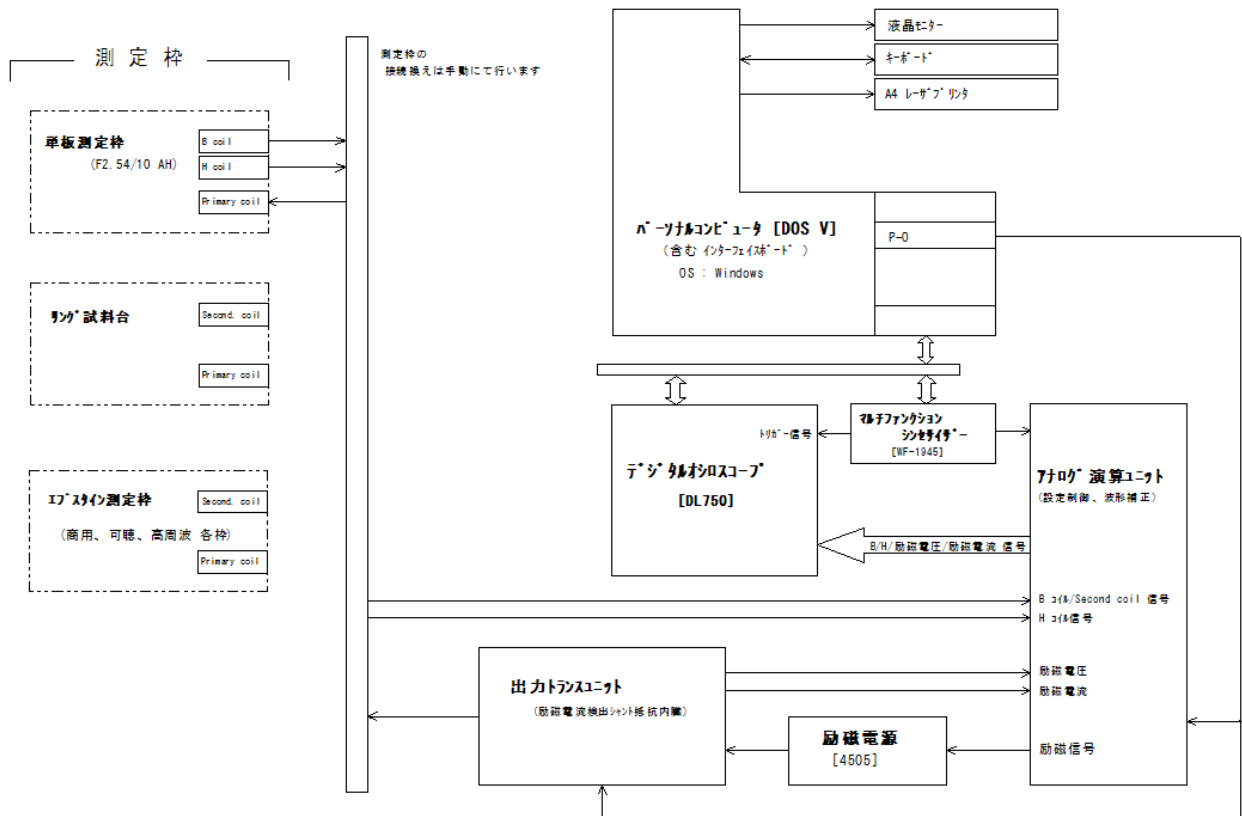 測 定 枠
測定枠の
接続換えは手動にて行います
単板測定枠
(F2.54/10 AH)
B coil
H coil
Primary coil
ﾘﾝｸﾞ試料台
Second. coil
Primary coil
ｴﾌﾟｽﾀｲﾝ測定枠
(商用、可聴、高周波 各枠)
Second. coil
Primary coil
液晶ﾓﾆﾀｰ
ｷｰﾎﾞｰﾄﾞ
A4 ﾚｰｻﾞﾌﾟﾘﾝﾀ
ﾊﾟｰｿﾅﾙｺﾝﾋﾟｭｰﾀ [DOS V]
(含む ｲﾝﾀｰﾌｪｲｽﾎﾞｰﾄﾞ)
OS : Windows
P-O
ﾄﾘｶﾞｰ信号
ﾃﾞｼﾞﾀﾙｵｼﾛｽｺｰﾌﾟ
[DL750]
ﾏﾙﾁﾌｧﾝｸｼｮﾝ
ｼﾝｾｻｲｻﾞｰ
[WF-1945]
ｱﾅﾛｸﾞ演算ﾕﾆｯﾄ
(設定制御、波形補正)
B/H/励磁電圧/励磁電流 信号
B ｺｲﾙ/Second coil 信号
H ｺｲﾙ信号
励磁電圧
励磁電流
励磁信号
出力ﾄﾗﾝｽﾕﾆｯﾄ
(励磁電流検出ｼｬﾝﾄ抵抗内臓)
励磁電源
[4505]